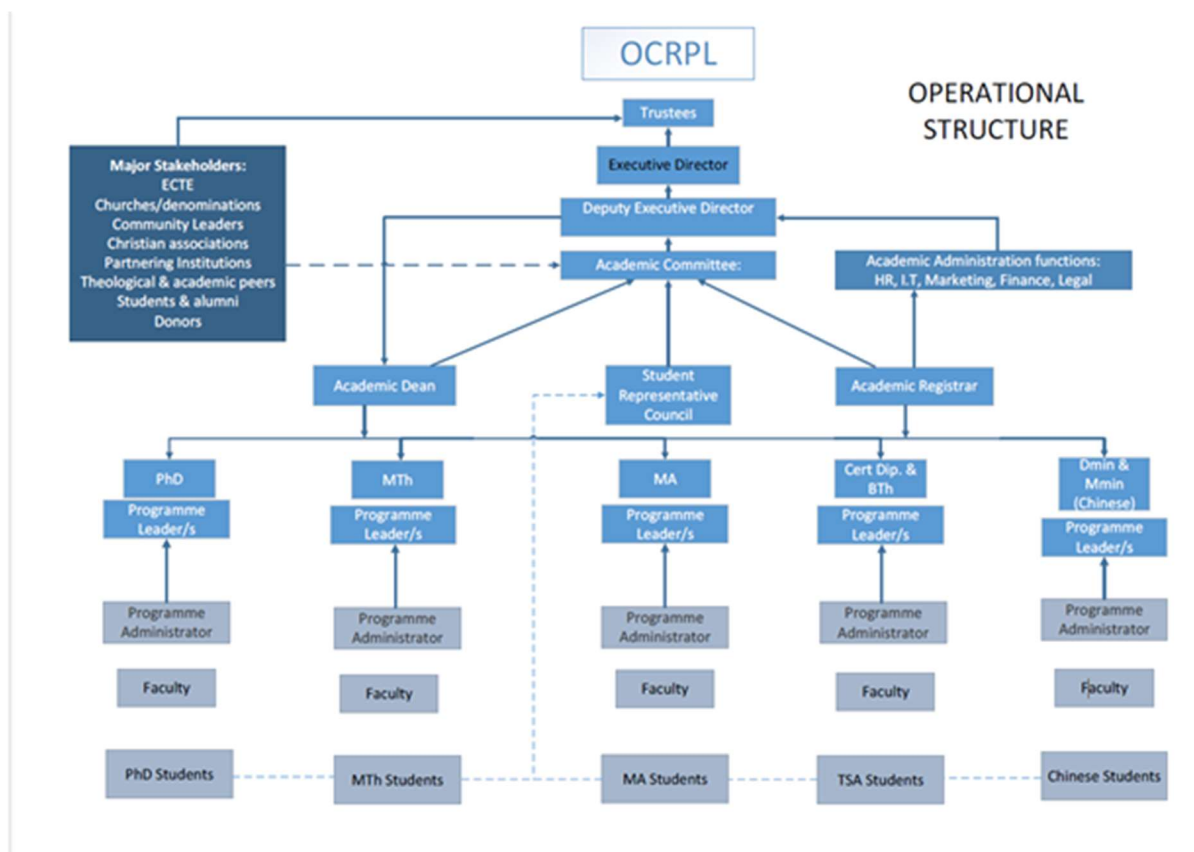 OCRPL
OPERATIONAL
STRUCTURE
Trustees
Executive Director
Deputy Executive Director
Academic Committee:
Major Stakeholders:
ECTE
Churches/denominations
Community Leaders
Christian associations
Partnering Institutions
Theological & academic peers
Students & alumni
Donors
Academic Administration functions:
HR, I.T, Marketing, Finance, Legal
Academic Dean
Student
Representative
Council
Academic Registrar
PhD
MTh
MA
Cert Dip. &
BTh
Dmin &
Mmin
(Chinese)
Programme
Leader/s
Programme
Leader/s
Programme
Leader/s
Programme
Leader/s
Programme
Leader/s
Programme
Administrator
Programme
Administrator
Programme
Administrator
Programme
Administrator
Programme
Administrator
Faculty
Faculty
Faculty
Faculty
Faculty
PhD Students
MTh Students
MA Students
TSA Students
Chinese Students